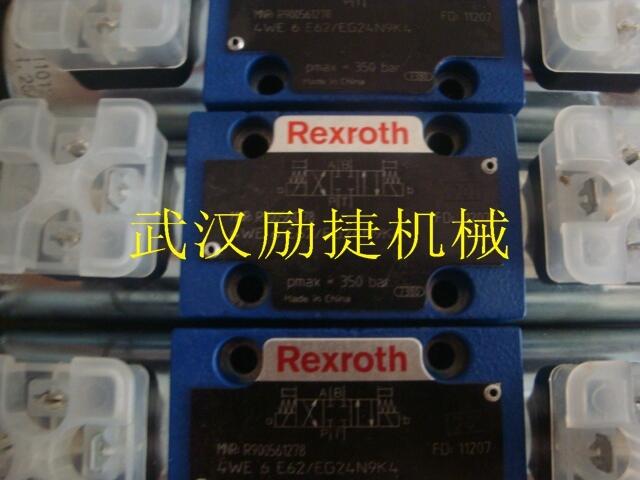 P|T|
MNR: R900561278
FD: 11207
4WE 6 E62/EG24N9K4
pmax = 350 bar
Made in China
Rexroth
A|B|
a
b
P|T|
武汉励捷机械
4WE
pmax = 350 bar
Made in China
Rexroth
A|B|
a
b
P|T|
MNR: R900561278
FD: 11207
4WE 6 E62/EG24N9K4